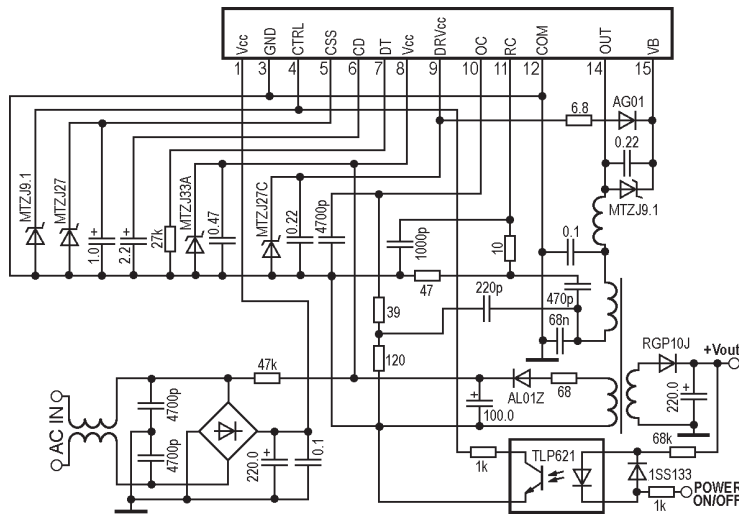 Vcc GND CTRL CSS CD DT Vcc DRVcc OC RC COM OUT VB
1 3 4 5 6 7 8 9 10 11 12 14 15
6.8
AG01
0.22
MTZJ9.1
MTZJ9.1
MTZJ27
1.0
+
2.2
+
27k
MTZJ33A
0.47
MTZJ27C
0.22
4700p
1000p
10
0.1
47
470p
220p
39
68n
120
RGP10J
+Vout
47k
AL01Z
68
100.0
+
220.0
+
AC IN
4700p
4700p
220.0
+
0.1
68k
TLP621
1k
1SS133
1k
POWER
ON/OFF